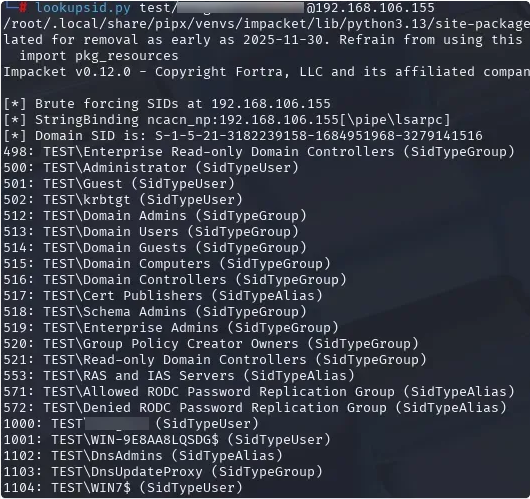 # lookupsid.py test/ @192.168.106.155
/root/.local/share/pipx/venvs/impacket/lib/python3.13/site-package
lated for removal as early as 2025-11-30. Refrain from using this
import pkg_resources
Impacket v0.12.0 - Copyright Fortra, LLC and its affiliated compan
[*] Brute forcing SIDs at 192.168.106.155
[*] StringBinding ncacn_np:192.168.106.155[\pipe\lsarpc]
[*] Domain SID is: S-1-5-21-3182239158-1684951968-3279141516
498: TEST\Enterprise Read-only Domain Controllers (SidTypeGroup)
500: TEST\Administrator (SidTypeUser)
501: TEST\Guest (SidTypeUser)
502: TEST\krbtgt (SidTypeUser)
512: TEST\Domain Admins (SidTypeGroup)
513: TEST\Domain Users (SidTypeGroup)
514: TEST\Domain Guests (SidTypeGroup)
515: TEST\Domain Computers (SidTypeGroup)
516: TEST\Domain Controllers (SidTypeGroup)
517: TEST\Cert Publishers (SidTypeAlias)
518: TEST\Schema Admins (SidTypeGroup)
519: TEST\Enterprise Admins (SidTypeGroup)
520: TEST\Group Policy Creator Owners (SidTypeGroup)
521: TEST\Read-only Domain Controllers (SidTypeGroup)
553: TEST\RAS and IAS Servers (SidTypeAlias)
571: TEST\Allowed RODC Password Replication Group (SidTypeAlias)
572: TEST\Denied RODC Password Replication Group (SidTypeAlias)
1000: TEST\ (SidTypeUser)
1001: TEST\WIN-9E8AA8LQSDG$ (SidTypeUser)
1102: TEST\DnsAdmins (SidTypeAlias)
1103: TEST\DnsUpdateProxy (SidTypeGroup)
1104: TEST\WIN7$ (SidTypeUser)